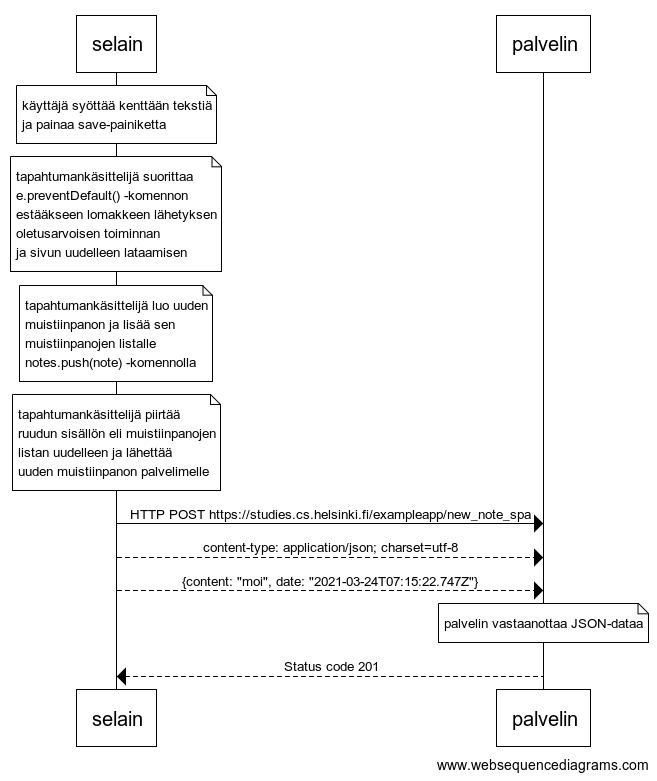 selain
palvelin
käyttäjä syöttää kenttään tekstiä
ja painaa save-painiketta
tapahtumankäsittelijä suorittaa
e.preventDefault() -komennon
estääkseen lomakkeen lähetyksen
oletusarvoisen toiminnan
ja sivun uudelleen lataamisen
tapahtumankäsittelijä luo uuden
muistiinpanon ja lisää sen
muistiinpanojen listalle
notes.push(note) -komennolla
tapahtumankäsittelijä piirtää
ruudun sisällön eli muistiinpanojen
listan uudelleen ja lähettää
uuden muistiinpanon palvelimelle
HTTP POST https://studies.cs.helsinki.fi/exampleapp/new_note_spa
content-type: application/json; charset=utf-8
{content: "moi", date: "2021-03-24T07:15:22.747Z"}
palvelin vastaanottaa JSON-dataa
Status code 201
selain
palvelin
www.websequencediagrams.com